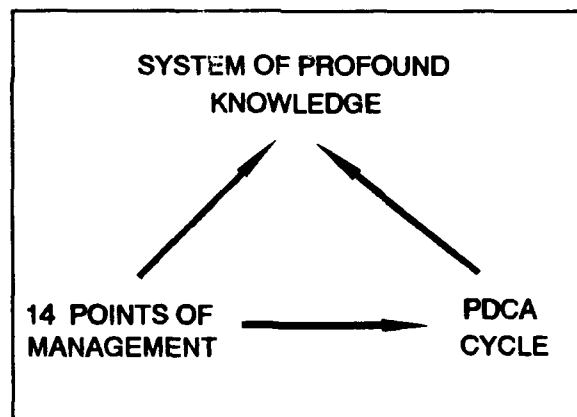 SYSTEM OF PROFOUND
KNOWLEDGE
14 POINTS OF
MANAGEMENT
PDCA
CYCLE